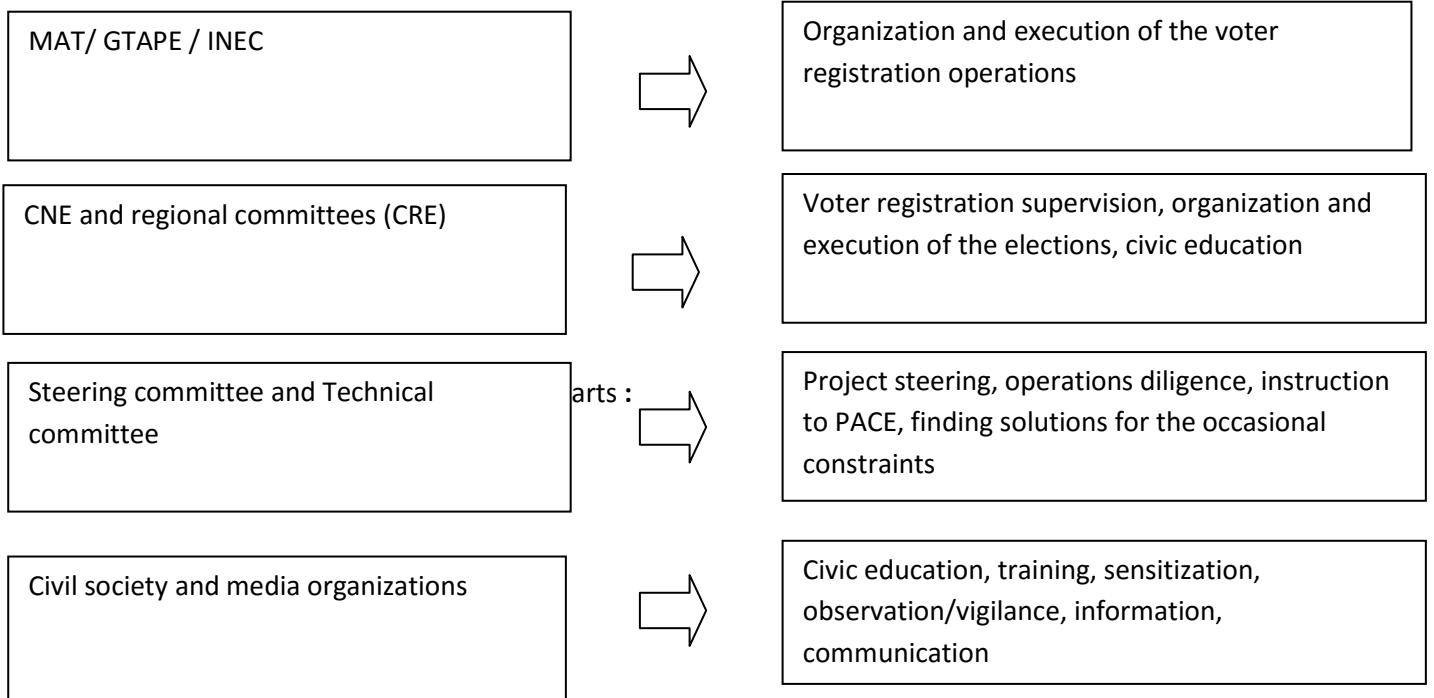 MAT/ GTAPE / INEC
Organization and execution of the voter
registration operations
CNE and regional committees (CRE)
Voter registration supervision, organization and
execution of the elections, civic education
Steering committee and Technical
committee
arts :
Project steering, operations diligence, instruction
to PACE, finding solutions for the occasional
constraints
Civil society and media organizations
Civic education, training, sensitization,
observation/vigilance, information,
communication